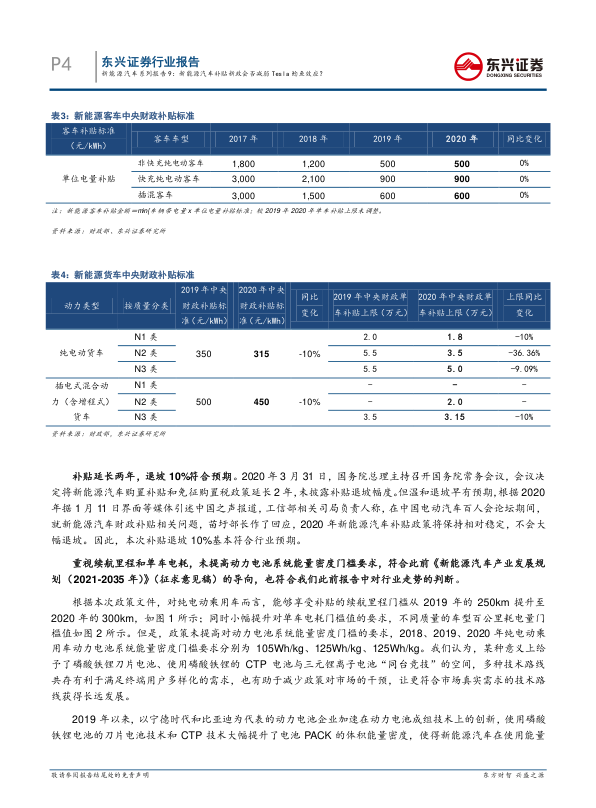 P4
东兴证券行业报告
新能源汽车系列报告9：新能源汽车补贴新政会否减弱 Tesla 鲶鱼效应？
东兴证券
DONGXING SECURITIES
表3：新能源客车中央财政补贴标准
客车补贴标准（元/kWh） 客车车型 2017 年 2018 年 2019 年 2020 年 同比变化
单位电量补贴 非快充纯电动客车 1,800 1,200 500 500 0%
快充纯电动客车 3,000 2,100 900 900 0%
插混客车 3,000 1,500 600 600 0%
注：新能源客车补贴金额=min{车辆带电量 x 单位电量补贴标准；较 2019 年 2020 年单车补贴上限未调整。
资料来源：财政部、东兴证券研究所
表4：新能源货车中央财政补贴标准
动力类型 按质量分类 2019 年中央财政补贴标准（元/kWh） 2020 年中央财政补贴标准（元/kWh） 同比变化 2019 年中央财政单车补贴上限（万元） 2020 年中央财政单车补贴上限（万元） 上限同比变化
纯电动货车 N1 类 350 315 -10% 2.0 1.8 -10%
N2 类 5.5 3.5 -36.36%
N3 类 5.5 5.0 -9.09%
插电式混合动力（含增程式）货车 N1 类 500 450 -10% - - -
N2 类 - 2.0 -
N3 类 3.5 3.15 -10%
资料来源：财政部，东兴证券研究所
补贴延长两年，退坡 10%符合预期。2020 年 3 月 31 日，国务院总理主持召开国务院常务会议，会议决
定将新能源汽车购置补贴和免征购置税政策延长 2 年，未披露补贴退坡幅度。但温和退坡早有预期，根据 2020
年据 1 月 11 日界面等媒体引述中国之声报道，工信部相关司局负责人称，在中国电动汽车百人会论坛期间，
就新能源汽车财政补贴相关问题，苗圩部长作了回应，2020 年新能源汽车补贴政策将保持相对稳定，不会大
幅退坡。因此，本次补贴退坡 10%基本符合行业预期。
重视续航里程和单车电耗，未提高动力电池系统能量密度门槛要求，符合此前《新能源汽车产业发展规
划（2021-2035 年）》（征求意见稿）的导向，也符合我们此前报告中对行业走势的判断。
根据本次政策文件，对纯电动乘用车而言，能够享受补贴的续航里程门槛从 2019 年的 250km 提升至
2020 年的 300km，如图 1 所示；同时小幅提升对单车电耗门槛值的要求，不同质量的车型百公里耗电量门
槛值如图 2 所示。但是，政策未提高对动力电池系统能量密度门槛的要求，2018、2019、2020 年纯电动乘
用车动力电池系统能量密度门槛要求分别为 105Wh/kg、125Wh/kg、125Wh/kg。我们认为，某种意义上给
予了磷酸铁锂刀片电池、使用磷酸铁锂的 CTP 电池与三元锂离子电池“同台竞技”的空间，多种技术路线
共存有利于满足终端用户多样化的需求，也有助于减少政策对市场的干预，让更符合市场真实需求的技术路
线获得长远发展。
2019 年以来，以宁德时代和比亚迪为代表的动力电池企业加速在动力电池成组技术上的创新，使用磷酸
铁锂电池的刀片电池技术和 CTP 技术大幅提升了电池 PACK 的体积能量密度，使得新能源汽车在使用能量
敬请参阅报告结尾处的免责声明
东方财智 兴盛之源